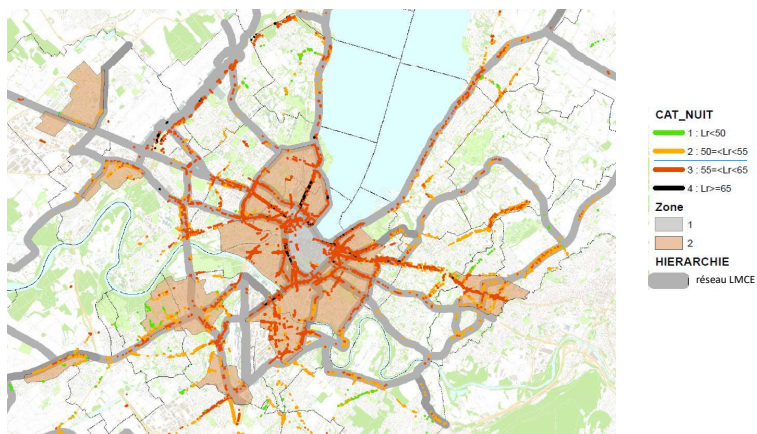 CAT_NUIT
1 : Lr<50
2 : 50=<Lr<55
3 : 55=<Lr<65
4 : Lr>=65
Zone
1
2
HIERARCHIE
réseau LMCE